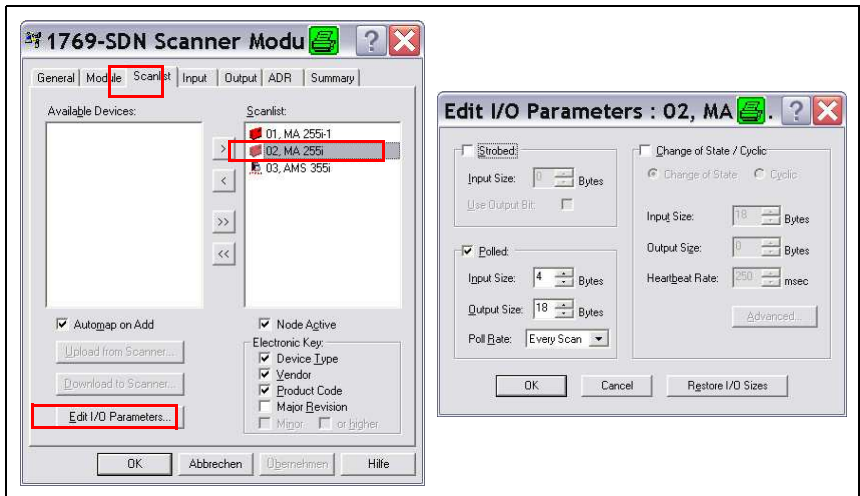 1769-SDN Scanner Modu
General Module Scanlist Input Output ADR Summary
Available Devices:
Scanlist:
01, MA 255i-1
02, MA 255i
03, AMS 355i
>
<
>>
<<
Automap on Add
Node Active
Upload from Scanner...
Download to Scanner...
Edit I/O Parameters...
Electronic Key:
Device Type
Vendor
Product Code
Major Revision
Minor or higher
OK Abbrechen Übernehmen Hilfe
Edit I/O Parameters : 02, MA .
Strobed:
Input Size: 0 Bytes
Use Output Bit:
Polled:
Input Size: 4 Bytes
Output Size: 18 Bytes
Poll Rate: Every Scan
Change of State / Cyclic
Change of State Cyclic
Input Size: 18 Bytes
Output Size: 0 Bytes
Heartbeat Rate: 250 msec
Advanced...
OK Cancel Restore I/O Sizes